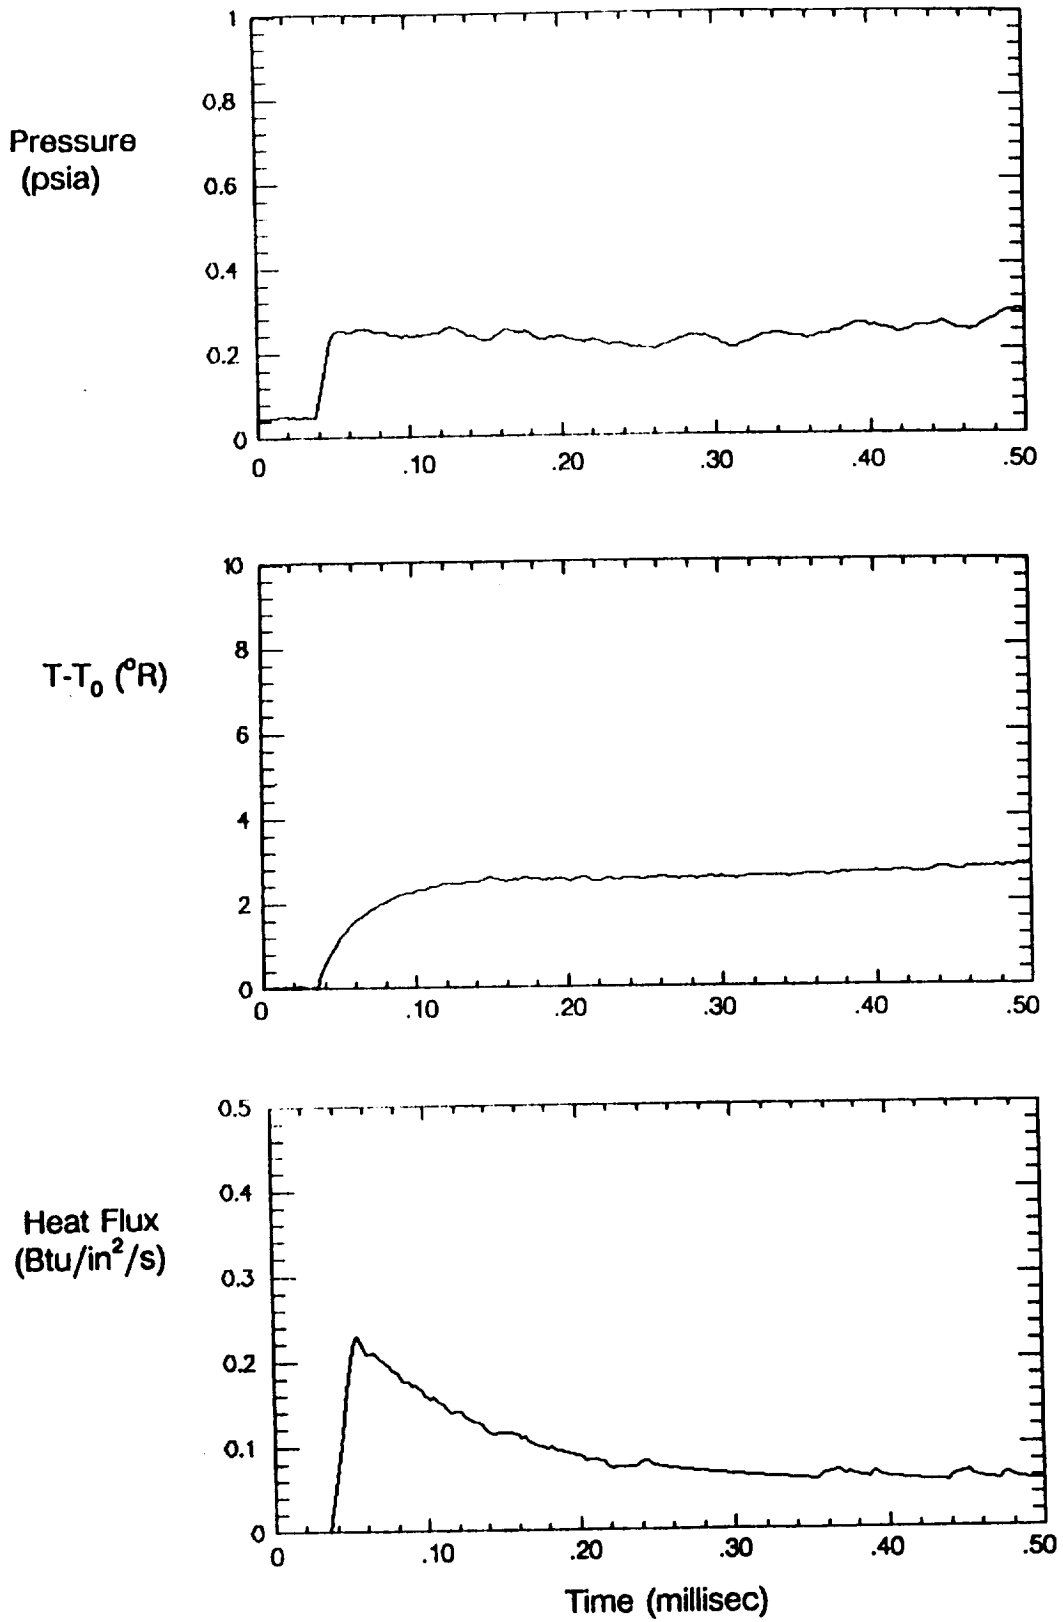 1
0.8
Pressure
(psia)
0.6
0.4
0.2
0
0 .10 .20 .30 .40 .50
10
8
T-T₀ (°R)
6
4
2
0
0 .10 .20 .30 .40 .50
0.5
0.4
Heat Flux
(Btu/in²/s)
0.3
0.2
0.1
0
0 .10 .20 .30 .40 .50
Time (millisec)